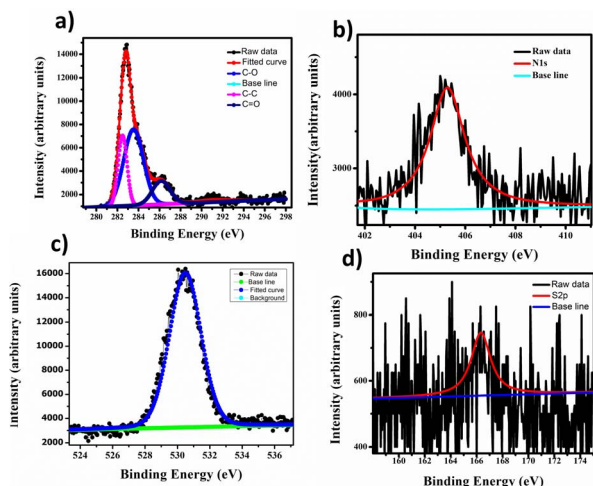 a)
Raw data
Fitted curve
C-O
Base line
C-C
C=O
Intensity (arbitrary units)
14000
12000
10000
8000
6000
4000
2000
280 282 284 286 288 290 292 294 296 298
Binding Energy (eV)
b)
Raw data
N1s
Base line
Intensity (arbitrary units)
4000
3000
402 404 406 408 410
Binding Energy (eV)
c)
Raw data
Base line
Fitted curve
Background
Intensity (arbitrary units)
16000
14000
12000
10000
8000
6000
4000
2000
524 526 528 530 532 534 536
Binding Energy (eV)
d)
Raw data
S2p
Base line
Intensity (arbitrary units)
800
600
400
158 160 162 164 166 168 170 172 174
Binding Energy (eV)